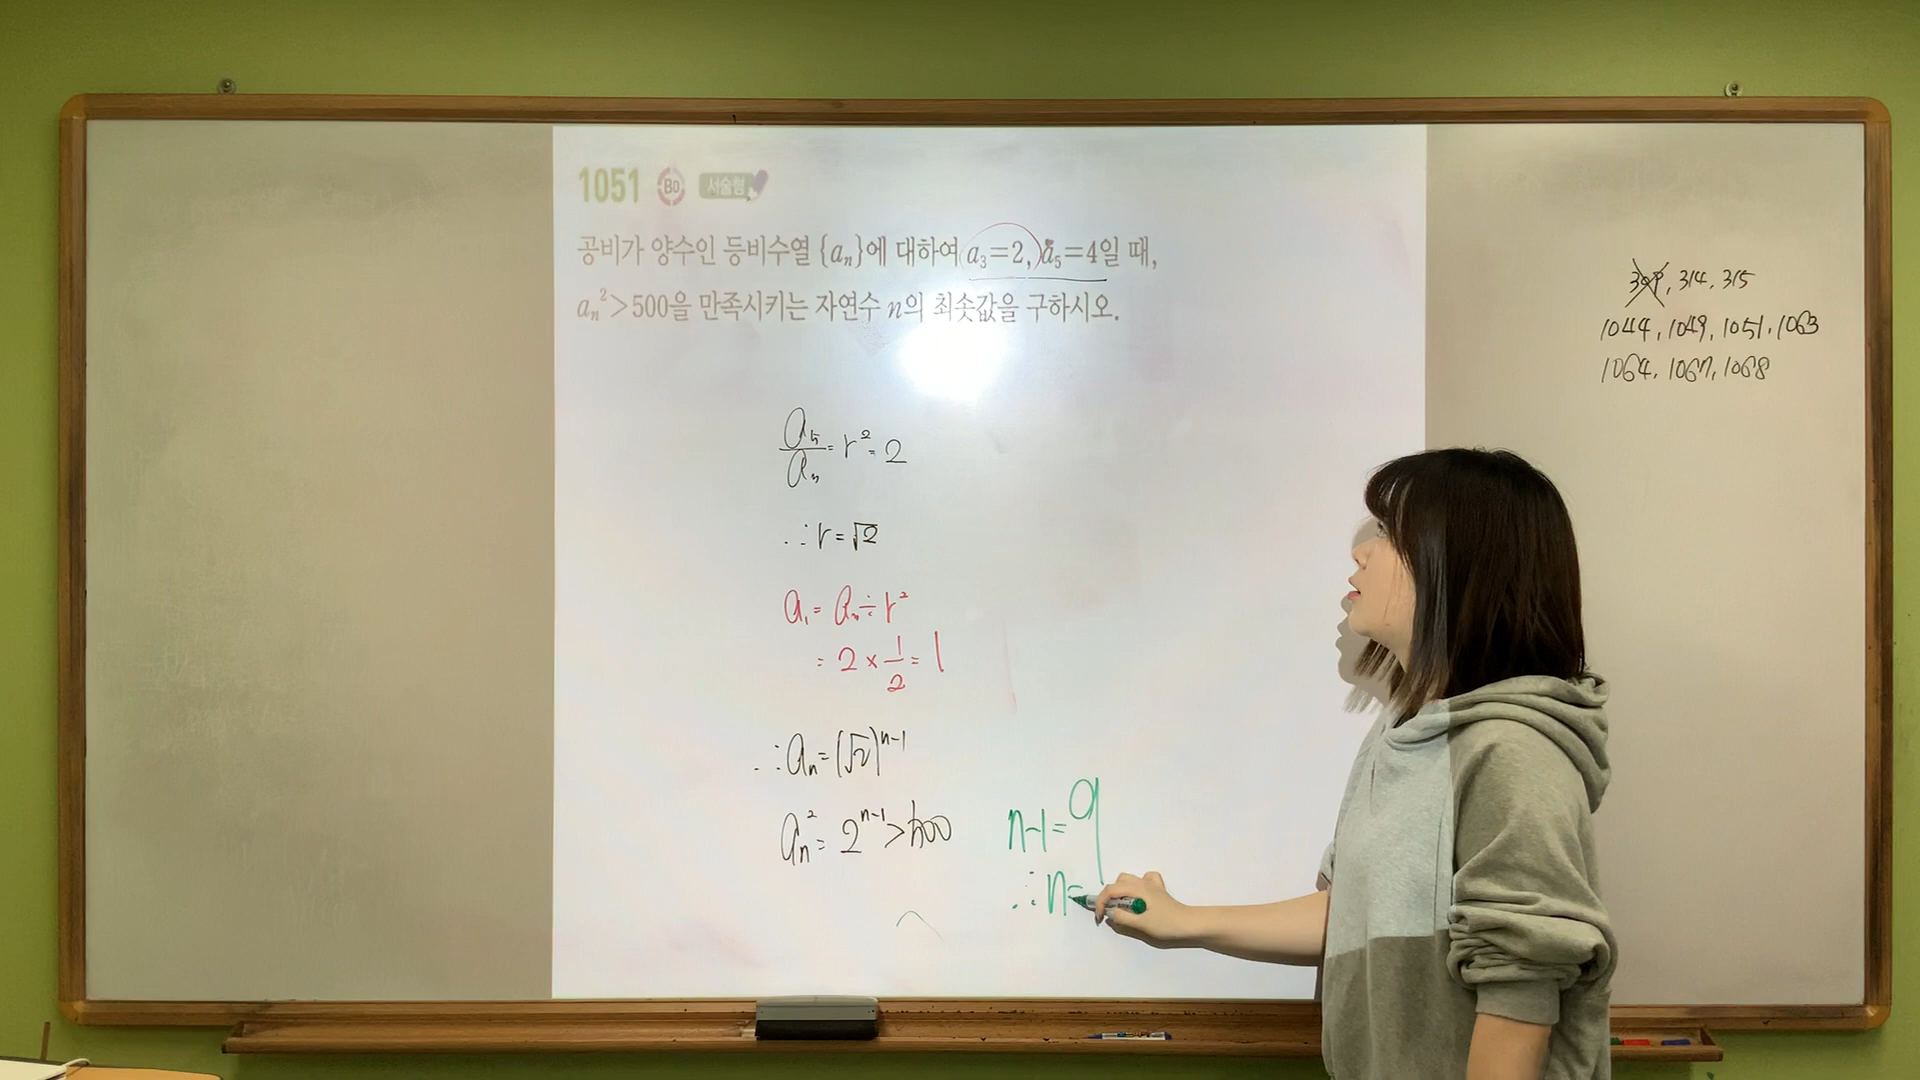 1051 BO 서술형
공비가 양수인 등비수열 {aₙ}에 대하여 a₃=2, a₅=4일 때,
aₙ²>500을 만족시키는 자연수 n의 최솟값을 구하시오.
a₅/a₃ = r² = 2
∴ r = √2
a₁ = a₃ ÷ r²
= 2 × 1/2 = 1
∴ aₙ = (√2)ⁿ⁻¹
aₙ² = 2ⁿ⁻¹ > 500
n-1 = 9
∴ n =
309, 314, 315
1044, 1049, 1051, 1063
1064, 1067, 1068